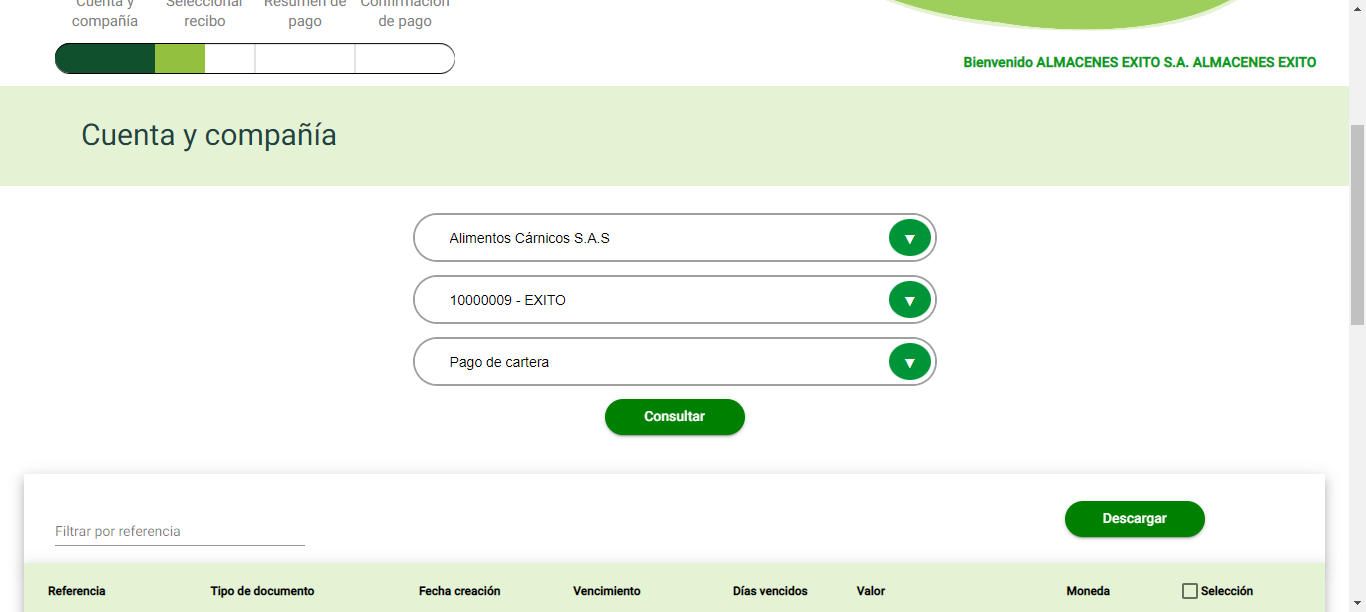 Cuenta y Seleccionar Resumen de Confirmación
compañía recibo pago de pago
Bienvenido ALMACENES EXITO S.A. ALMACENES EXITO
Cuenta y compañía
Alimentos Cárnicos S.A.S
10000009 - EXITO
Pago de cartera
Consultar
Filtrar por referencia
Descargar
Referencia Tipo de documento Fecha creación Vencimiento Días vencidos Valor Moneda Selección